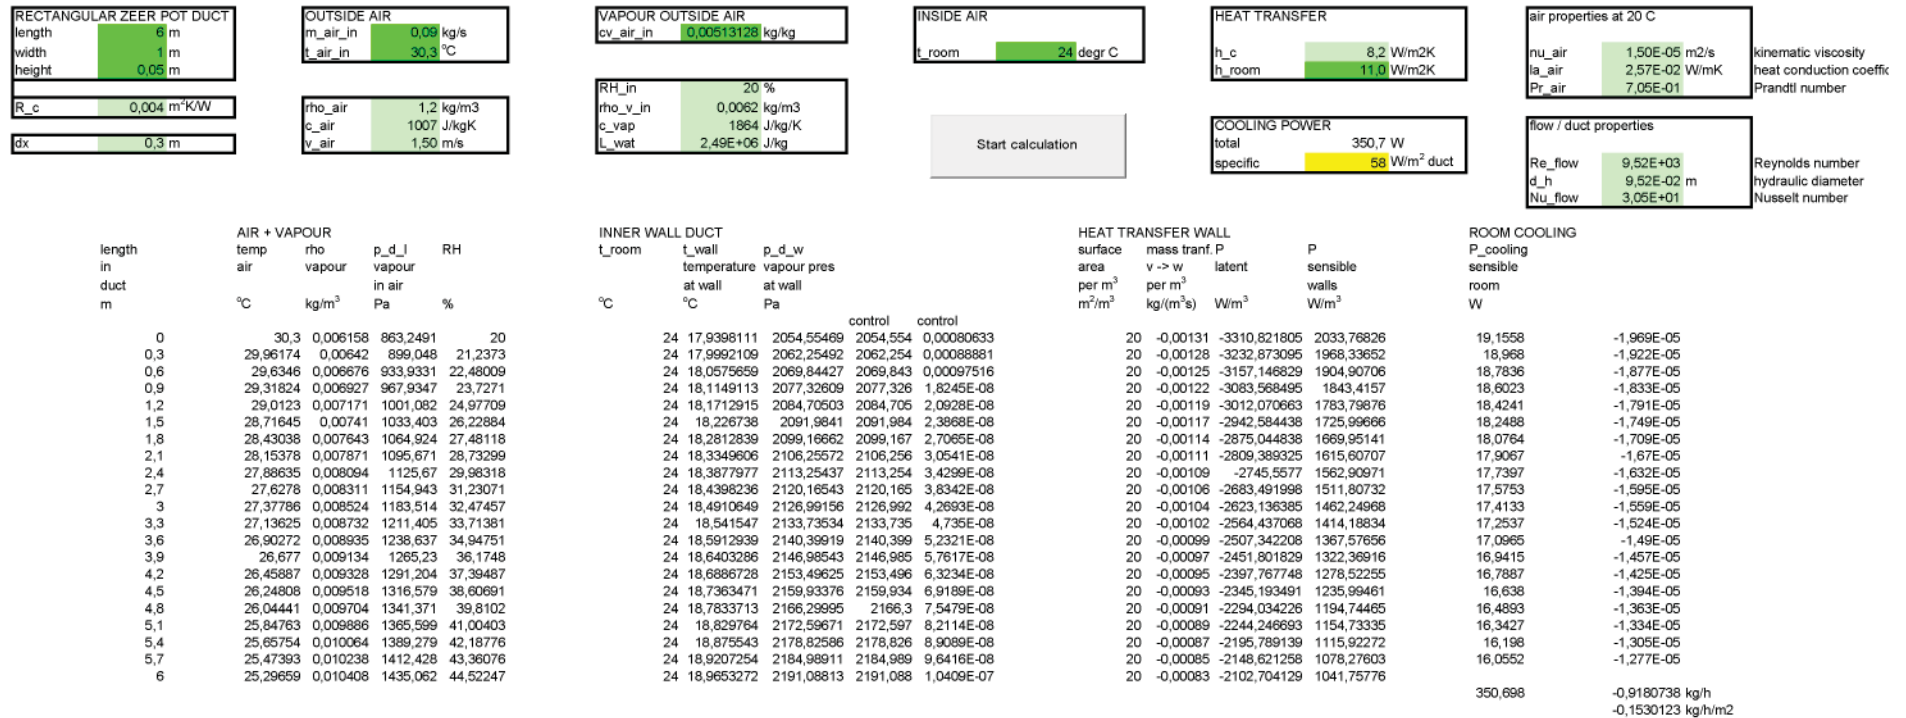 RECTANGULAR ZEER POT DUCT
length 6 m
width 1 m
height 0,05 m
R_c 0,004 m²K/W
dx 0,3 m
OUTSIDE AIR
m_air_in 0,09 kg/s
t_air_in 30,3 °C
rho_air 1,2 kg/m3
c_air 1007 J/kgK
v_air 1,50 m/s
VAPOUR OUTSIDE AIR
cv_air_in 0,00513128 kg/kg
RH_in 20 %
rho_v_in 0,0062 kg/m3
c_vap 1864 J/kg/K
L_wat 2,49E+06 J/kg
INSIDE AIR
t_room 24 degr C
Start calculation
HEAT TRANSFER
h_c 8,2 W/m2K
h_room 11,0 W/m2K
COOLING POWER
total 350,7 W
specific 58 W/m² duct
air properties at 20 C
nu_air 1,50E-05 m2/s kinematic viscosity
la_air 2,57E-02 W/mK heat conduction coeffic
Pr_air 7,05E-01 Prandtl number
flow / duct properties
Re_flow 9,52E+03 Reynolds number
d_h 9,52E-02 m hydraulic diameter
Nu_flow 3,05E+01 Nusselt number
AIR + VAPOUR INNER WALL DUCT HEAT TRANSFER WALL ROOM COOLING
length temp rho p_d_l RH t_room t_wall p_d_w surface mass tranf. P P P_cooling
in air vapour vapour temperature vapour pres area v -> w latent sensible sensible
duct in air at wall at wall per m³ per m³ walls room
m °C kg/m³ Pa % °C °C Pa m²/m³ kg/(m³s) W/m³ W/m³ W
control control
0 30,3 0,006158 863,2491 20 24 17,9398111 2054,55469 2054,554 0,00080633 20 -0,00131 -3310,821805 2033,76826 19,1558 -1,969E-05
0,3 29,96174 0,00642 899,048 21,2373 24 17,9992109 2062,25492 2062,254 0,00088881 20 -0,00128 -3232,873095 1968,33652 18,968 -1,922E-05
0,6 29,6346 0,006676 933,9331 22,48009 24 18,0575659 2069,84427 2069,843 0,00097516 20 -0,00125 -3157,146829 1904,90706 18,7836 -1,877E-05
0,9 29,31824 0,006927 967,9347 23,7271 24 18,1149113 2077,32609 2077,326 1,8245E-08 20 -0,00122 -3083,568495 1843,4157 18,6023 -1,833E-05
1,2 29,0123 0,007171 1001,082 24,97709 24 18,1712915 2084,70503 2084,705 2,0928E-08 20 -0,00119 -3012,070663 1783,79876 18,4241 -1,791E-05
1,5 28,71645 0,00741 1033,403 26,22884 24 18,226738 2091,9841 2091,984 2,3868E-08 20 -0,00117 -2942,584438 1725,99666 18,2488 -1,749E-05
1,8 28,43038 0,007643 1064,924 27,48118 24 18,2812839 2099,16662 2099,167 2,7065E-08 20 -0,00114 -2875,044838 1669,95141 18,0764 -1,709E-05
2,1 28,15378 0,007871 1095,671 28,73299 24 18,3349606 2106,25572 2106,256 3,0541E-08 20 -0,00111 -2809,389325 1615,60707 17,9067 -1,67E-05
2,4 27,88635 0,008094 1125,67 29,98318 24 18,3877977 2113,25437 2113,254 3,4299E-08 20 -0,00109 -2745,5577 1562,90971 17,7397 -1,632E-05
2,7 27,6278 0,008311 1154,943 31,23071 24 18,4398236 2120,16543 2120,165 3,8342E-08 20 -0,00106 -2683,491998 1511,80732 17,5753 -1,595E-05
3 27,37786 0,008524 1183,514 32,47457 24 18,4910649 2126,99156 2126,992 4,2693E-08 20 -0,00104 -2623,136385 1462,24968 17,4133 -1,559E-05
3,3 27,13625 0,008732 1211,405 33,71381 24 18,541547 2133,73534 2133,735 4,735E-08 20 -0,00102 -2564,437068 1414,18834 17,2537 -1,524E-05
3,6 26,90272 0,008935 1238,637 34,94751 24 18,5912939 2140,39919 2140,399 5,2321E-08 20 -0,00099 -2507,342208 1367,57656 17,0965 -1,49E-05
3,9 26,677 0,009134 1265,23 36,1748 24 18,6403286 2146,98543 2146,985 5,7617E-08 20 -0,00097 -2451,801829 1322,36916 16,9415 -1,457E-05
4,2 26,45887 0,009328 1291,204 37,39487 24 18,6886728 2153,49625 2153,496 6,3234E-08 20 -0,00095 -2397,767748 1278,52255 16,7887 -1,425E-05
4,5 26,24808 0,009518 1316,579 38,60691 24 18,7363471 2159,93376 2159,934 6,9189E-08 20 -0,00093 -2345,193491 1235,99461 16,638 -1,394E-05
4,8 26,04441 0,009704 1341,371 39,8102 24 18,7833713 2166,29995 2166,3 7,5479E-08 20 -0,00091 -2294,034226 1194,74465 16,4893 -1,363E-05
5,1 25,84763 0,009886 1365,599 41,00403 24 18,829764 2172,59671 2172,597 8,2114E-08 20 -0,00089 -2244,246693 1154,73335 16,3427 -1,334E-05
5,4 25,65754 0,010064 1389,279 42,18776 24 18,875543 2178,82586 2178,826 8,9089E-08 20 -0,00087 -2195,789139 1115,92272 16,198 -1,305E-05
5,7 25,47393 0,010238 1412,428 43,36076 24 18,9207254 2184,98911 2184,989 9,6416E-08 20 -0,00085 -2148,621258 1078,27603 16,0552 -1,277E-05
6 25,29659 0,010408 1435,062 44,52247 24 18,9653272 2191,08813 2191,088 1,0409E-07 20 -0,00083 -2102,704129 1041,75776
350,698 -0,9180738 kg/h
-0,1530123 kg/h/m2